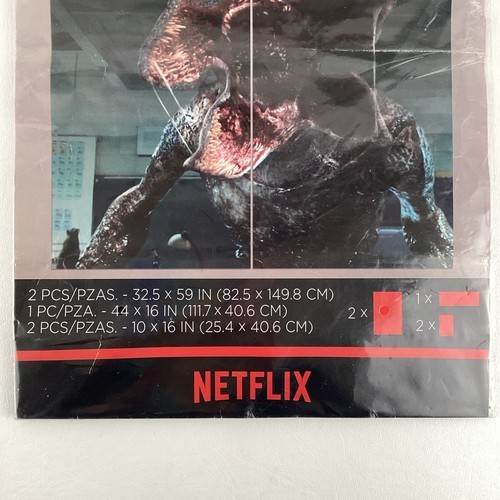 2 PCS/PZAS. - 32.5 x 59 IN (82.5 x 149.8 CM)
1 PC/PZA. - 44 x 16 IN (111.7 x 40.6 CM)
2 PCS/PZAS. - 10 x 16 IN (25.4 x 40.6 CM)
2 x
1 x
2 x
NETFLIX